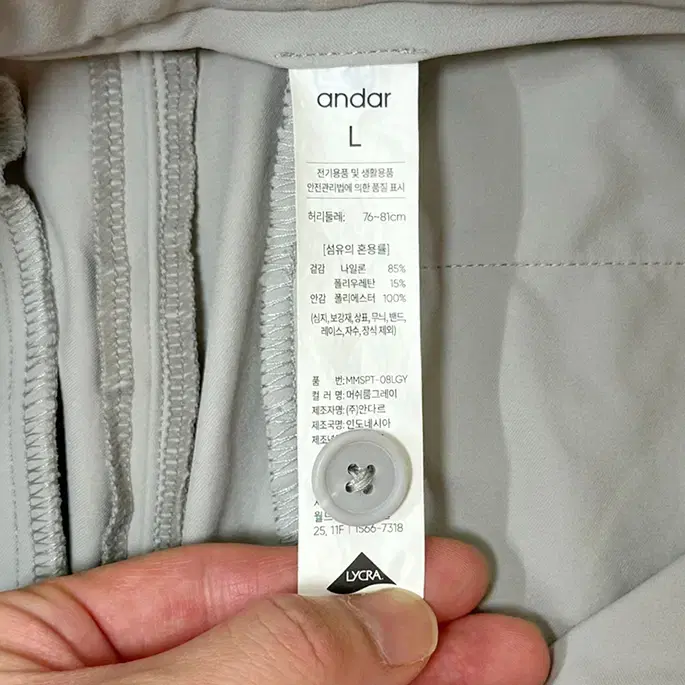 andar
L
전기용품 및 생활용품
안전관리법에 의한 품질 표시
허리둘레: 76~81cm
[섬유의 혼용률]
겉감 나일론 85%
폴리우레탄 15%
안감 폴리에스터 100%
(심지, 보강재, 상표, 무늬, 밴드,
레이스, 자수, 장식 제외)
품 번: MMSPT-08LGY
컬 러 명: 머쉬룸그레이
제조자명: (주)안다르
제조국명: 인도네시아
25, 11F 1566-7318
LYCRA